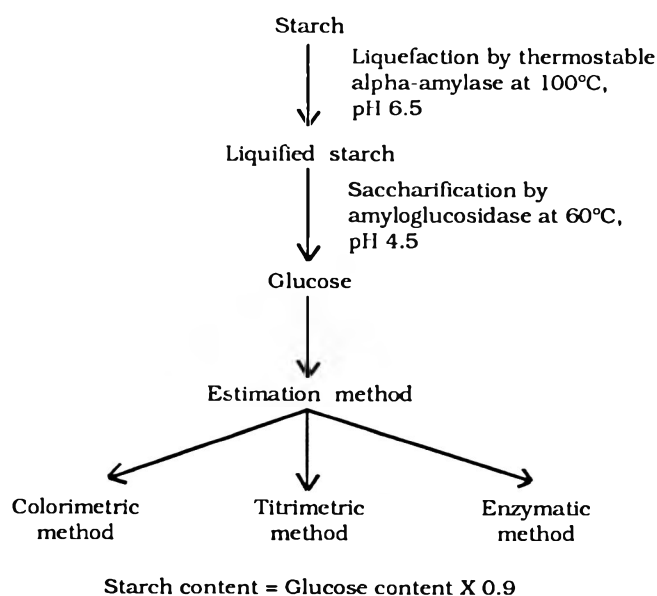 Starch
Liquefaction by thermostable
alpha-amylase at 100°C,
pH 6.5
Liquified starch
Saccharification by
amyloglucosidase at 60°C,
pH 4.5
Glucose
Estimation method
Colorimetric
method
Titrimetric
method
Enzymatic
method
Starch content = Glucose content X 0.9